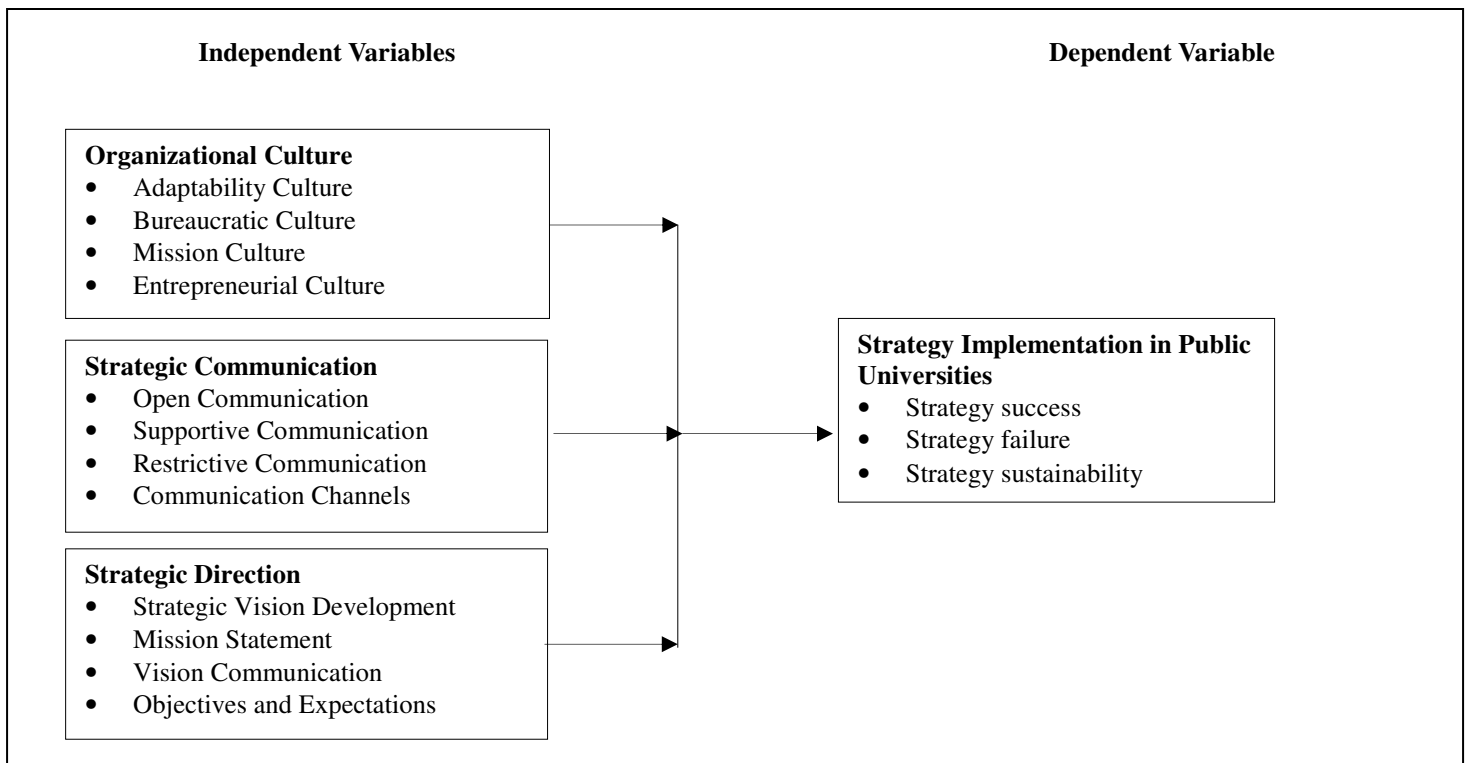 Independent Variables
Dependent Variable
Organizational Culture
• Adaptability Culture
• Bureaucratic Culture
• Mission Culture
• Entrepreneurial Culture
Strategic Communication
• Open Communication
• Supportive Communication
• Restrictive Communication
• Communication Channels
Strategic Direction
• Strategic Vision Development
• Mission Statement
• Vision Communication
• Objectives and Expectations
Strategy Implementation in Public
Universities
• Strategy success
• Strategy failure
• Strategy sustainability